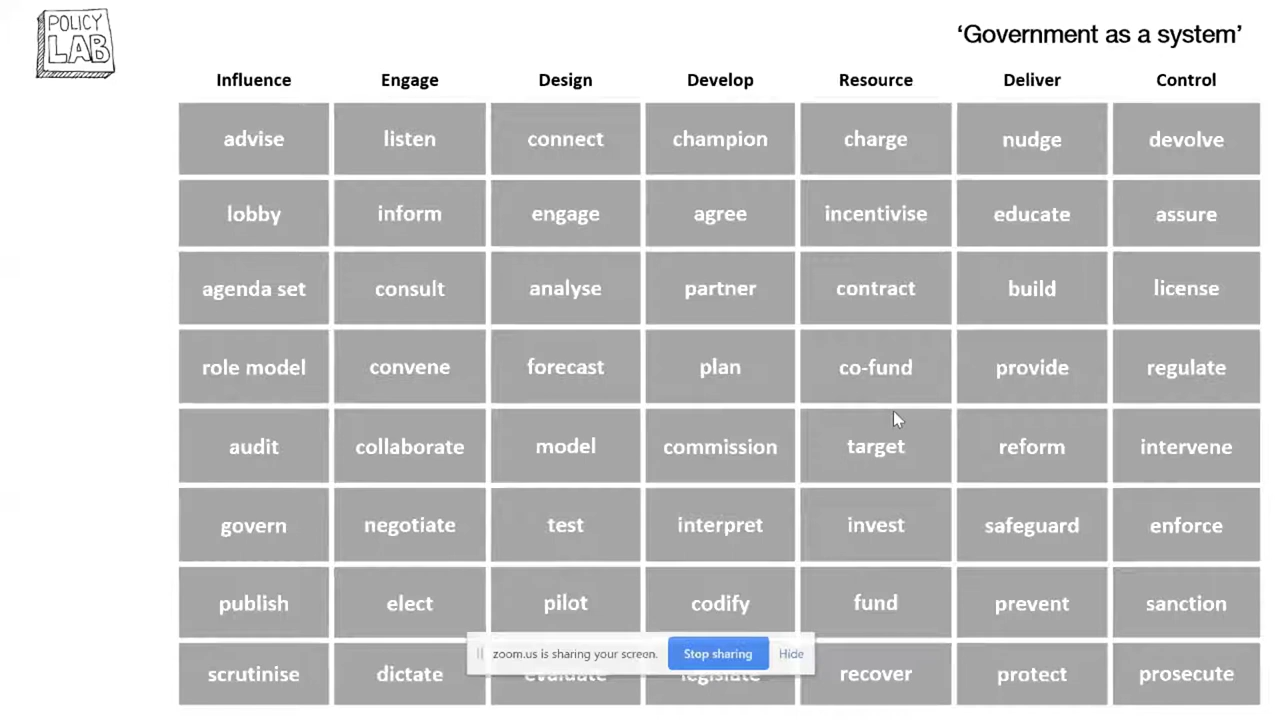 POLICY
LAB
‘Government as a system’
Influence Engage Design Develop Resource Deliver Control
advise listen connect champion charge nudge devolve
lobby inform engage agree incentivise educate assure
agenda set consult analyse partner contract build license
role model convene forecast plan co-fund provide regulate
audit collaborate model commission target reform intervene
govern negotiate test interpret invest safeguard enforce
publish elect pilot codify fund prevent sanction
zoom.us is sharing your screen. Stop sharing Hide
scrutinise dictate evaluate legislate recover protect prosecute